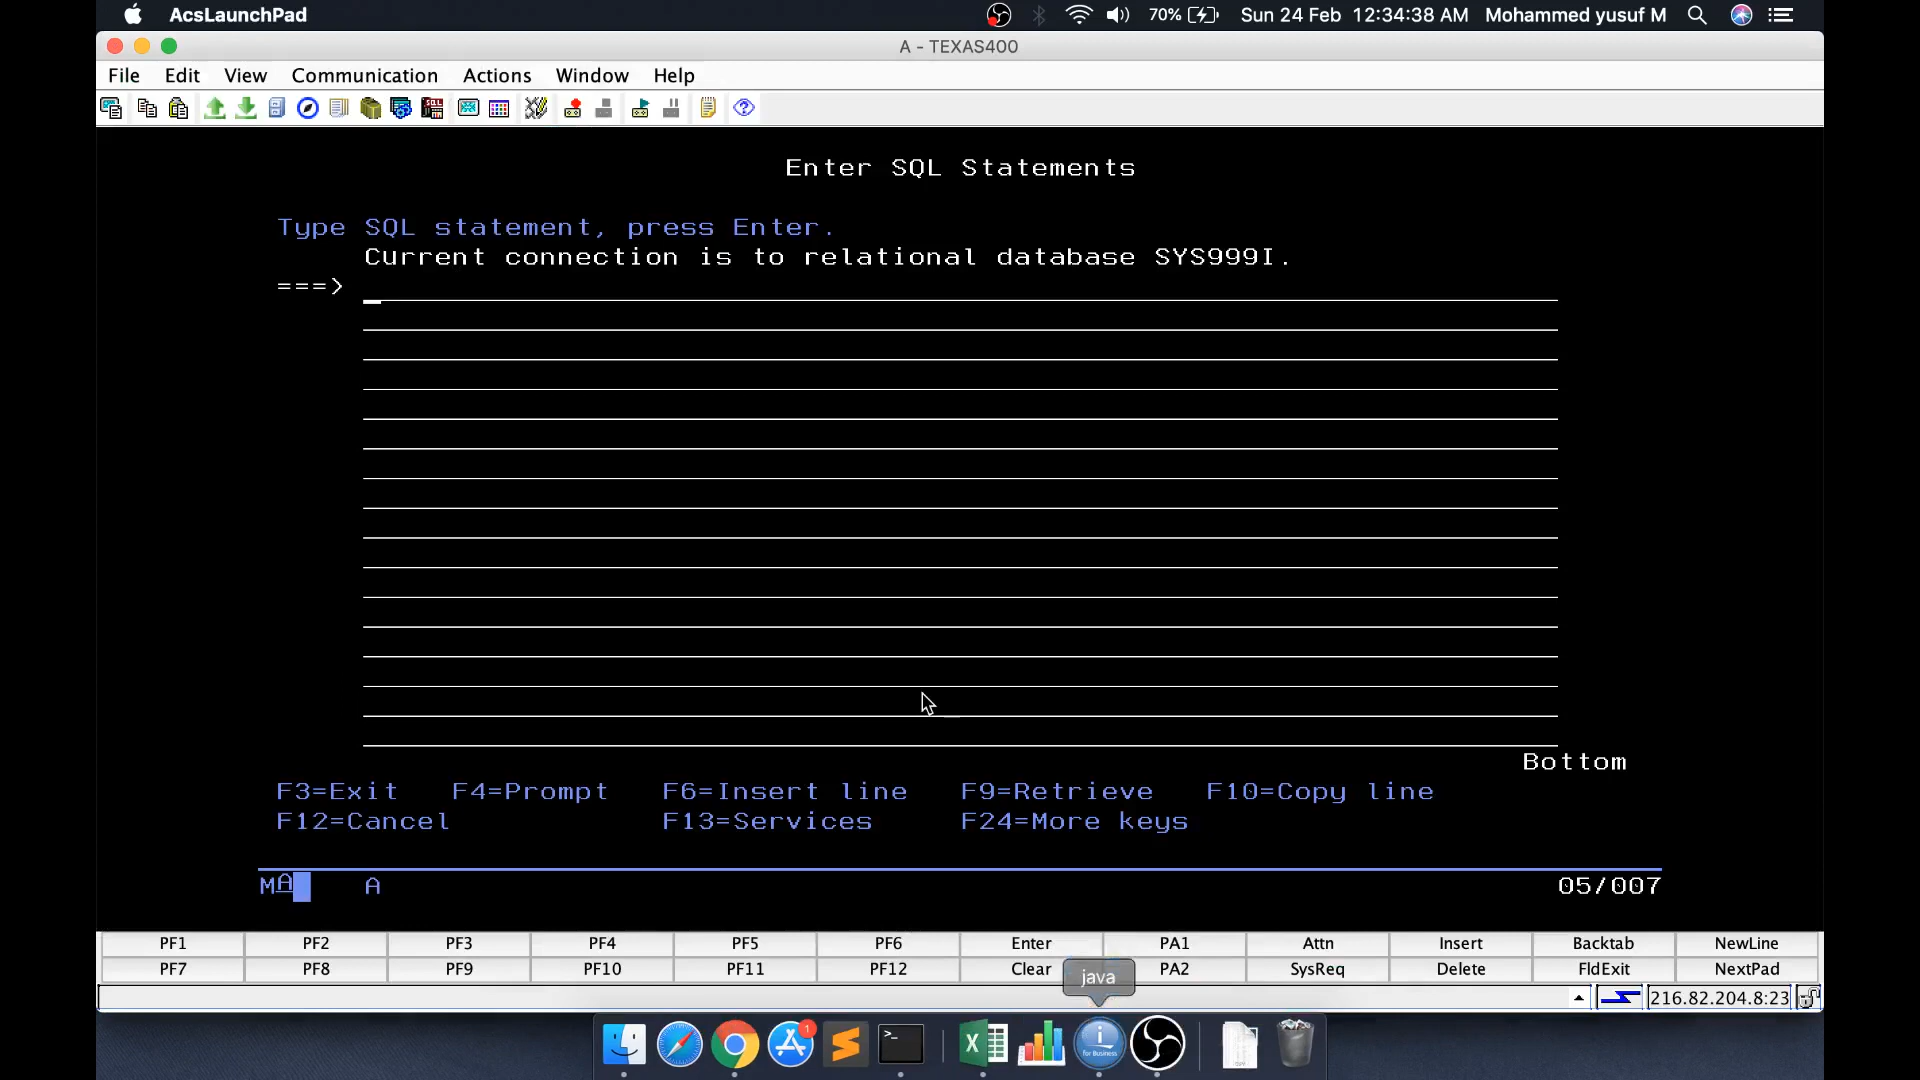 AcsLaunchPad 70% Sun 24 Feb 12:34:38 AM Mohammed yusuf M
A - TEXAS400
File Edit View Communication Actions Window Help
SQL
Enter SQL Statements
Type SQL statement, press Enter.
Current connection is to relational database SYS999I.
===>
Bottom
F3=Exit F4=Prompt F6=Insert line F9=Retrieve F10=Copy line
F12=Cancel F13=Services F24=More keys
MA A 05/007
PF1 PF2 PF3 PF4 PF5 PF6 Enter PA1 Attn Insert Backtab NewLine
PF7 PF8 PF9 PF10 PF11 PF12 Clear PA2 SysReq Delete FldExit NextPad
java
216.82.204.8:23
1
>_
i
for Business